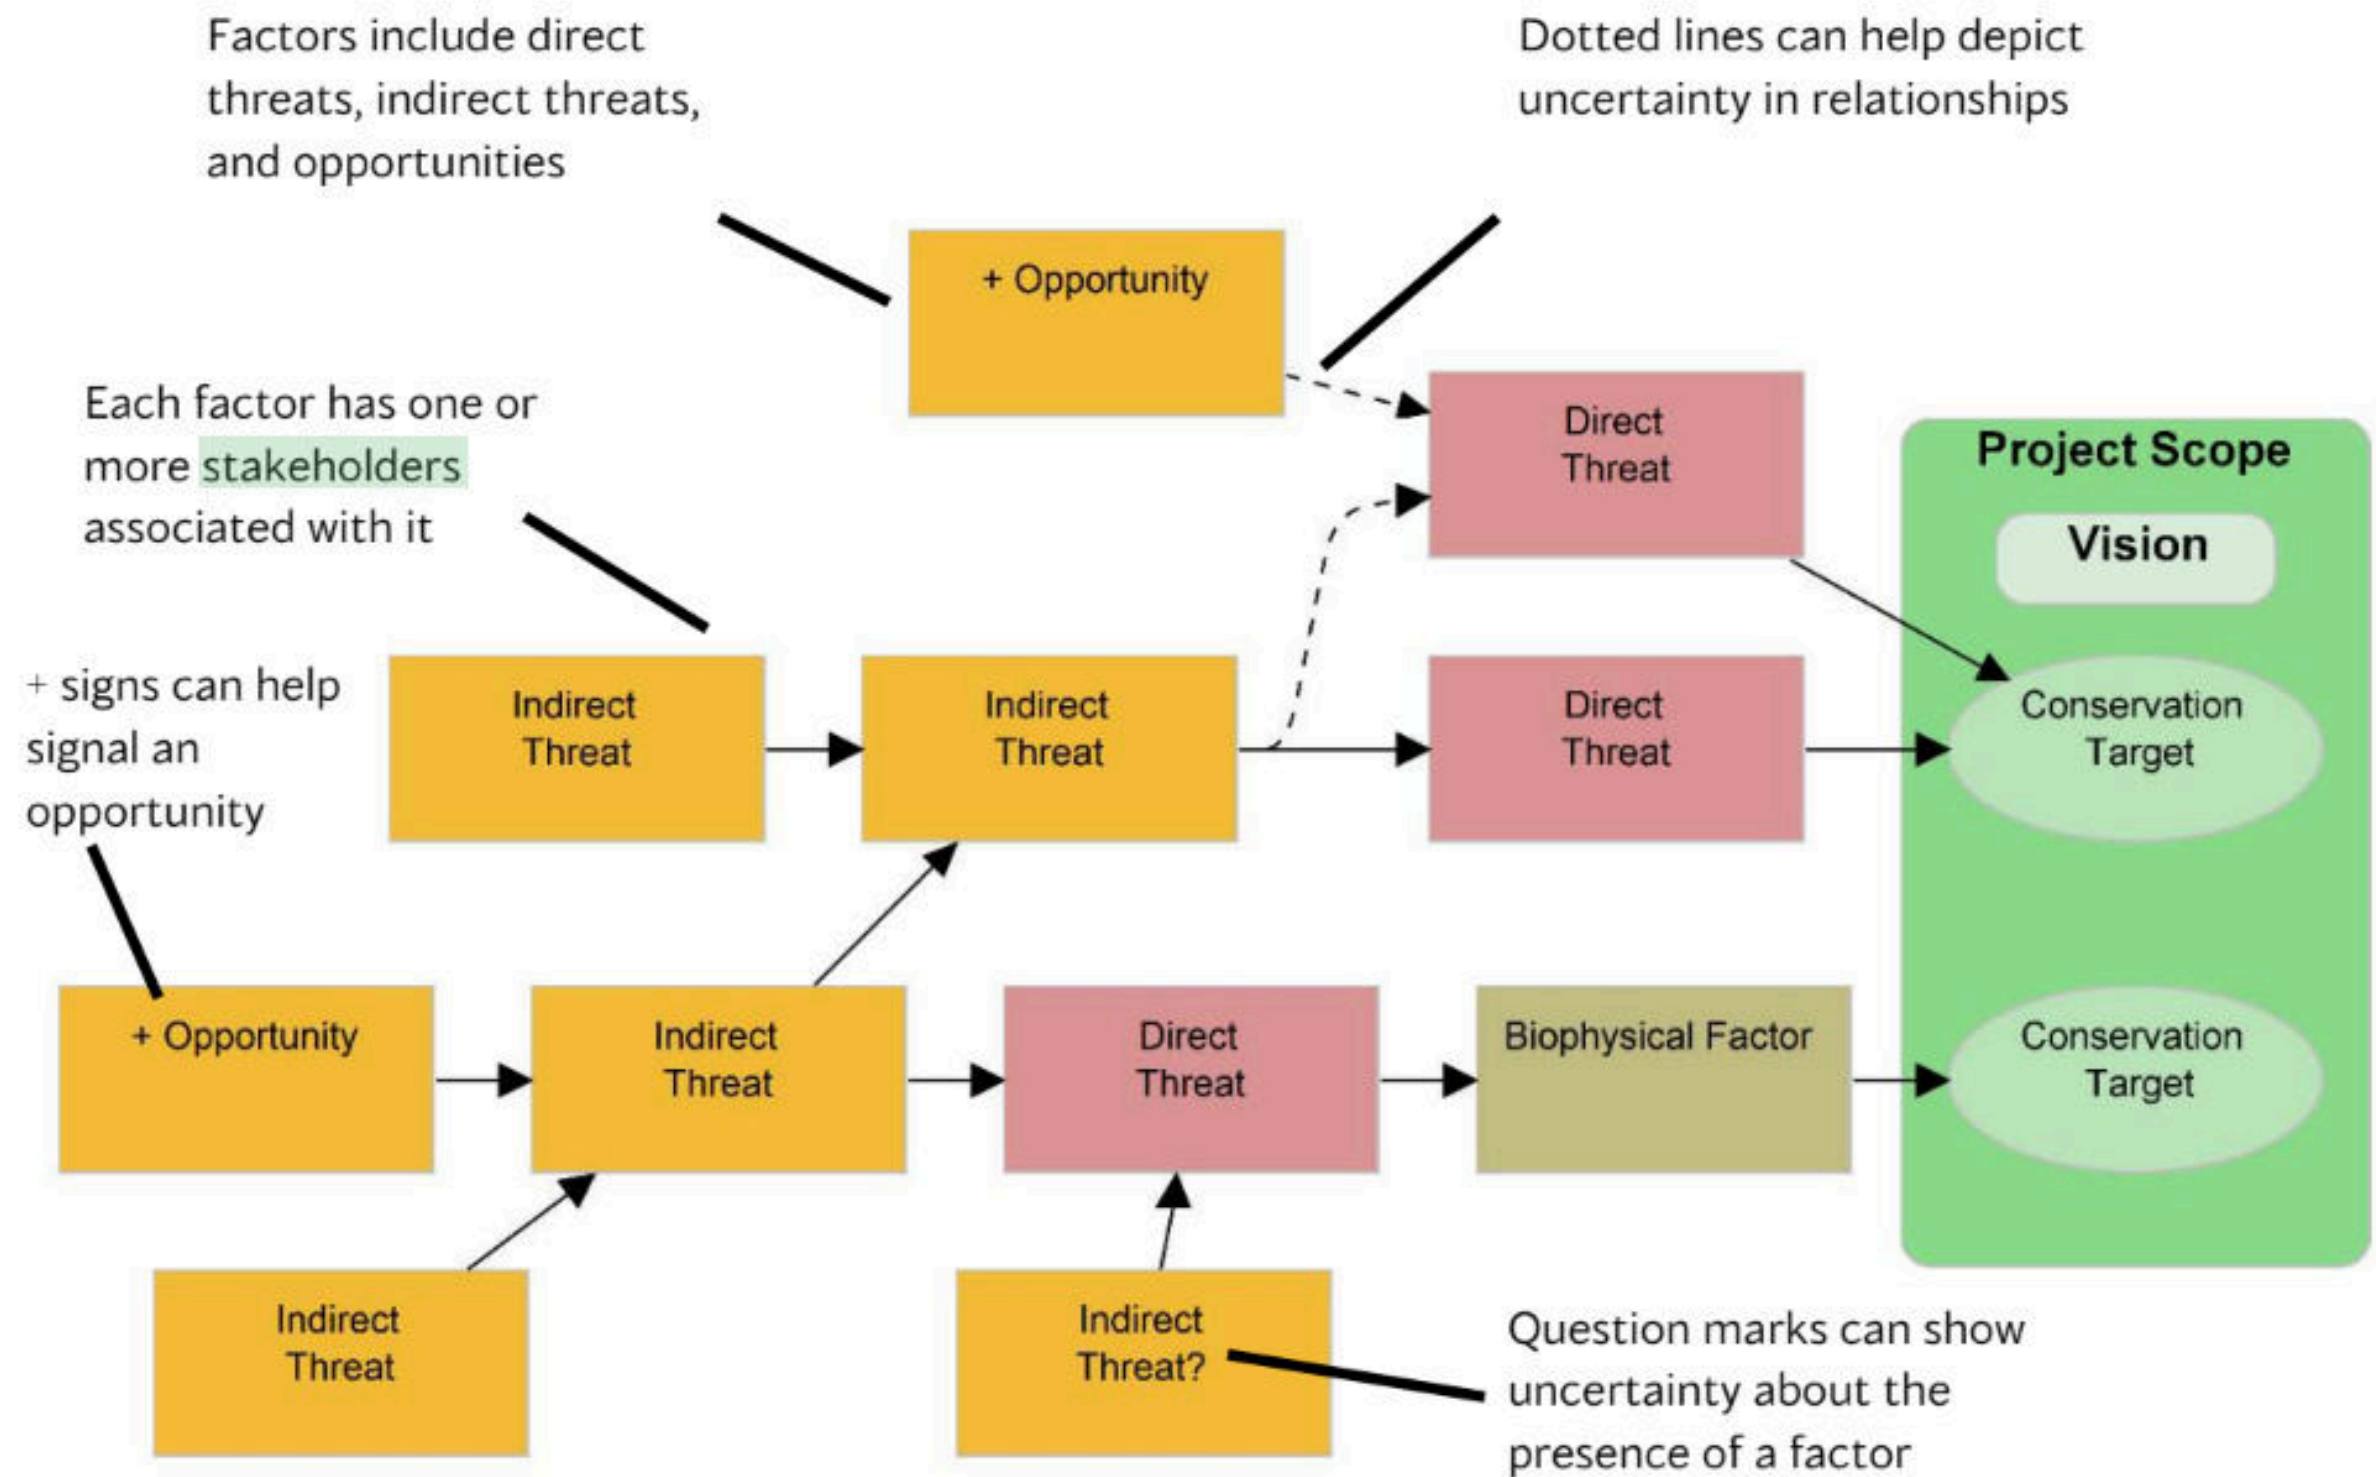 Factors include direct
threats, indirect threats,
and opportunities
Dotted lines can help depict
uncertainty in relationships
+ Opportunity
Each factor has one or
more stakeholders
associated with it
Direct
Threat
Project Scope
Vision
+ signs can help
signal an
opportunity
Indirect
Threat
Indirect
Threat
Direct
Threat
Conservation
Target
+ Opportunity
Indirect
Threat
Direct
Threat
Biophysical Factor
Conservation
Target
Indirect
Threat
Indirect
Threat?
Question marks can show
uncertainty about the
presence of a factor